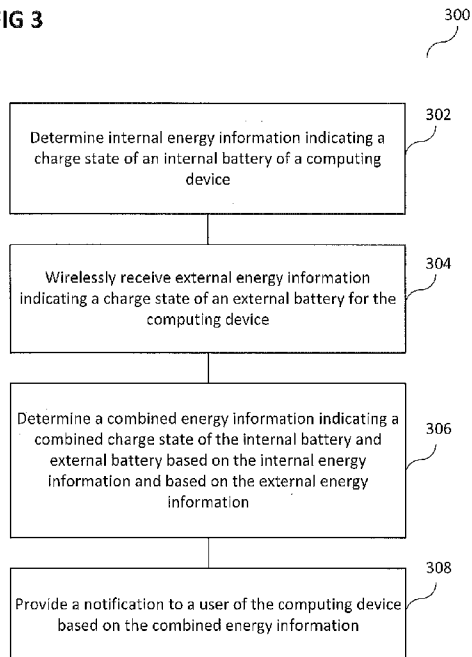 IG 3
300
302
Determine internal energy information indicating a
charge state of an internal battery of a computing
device
304
Wirelessly receive external energy information
indicating a charge state of an external battery for the
computing device
306
Determine a combined energy information indicating a
combined charge state of the internal battery and
external battery based on the internal energy
information and based on the external energy
information
308
Provide a notification to a user of the computing device
based on the combined energy information